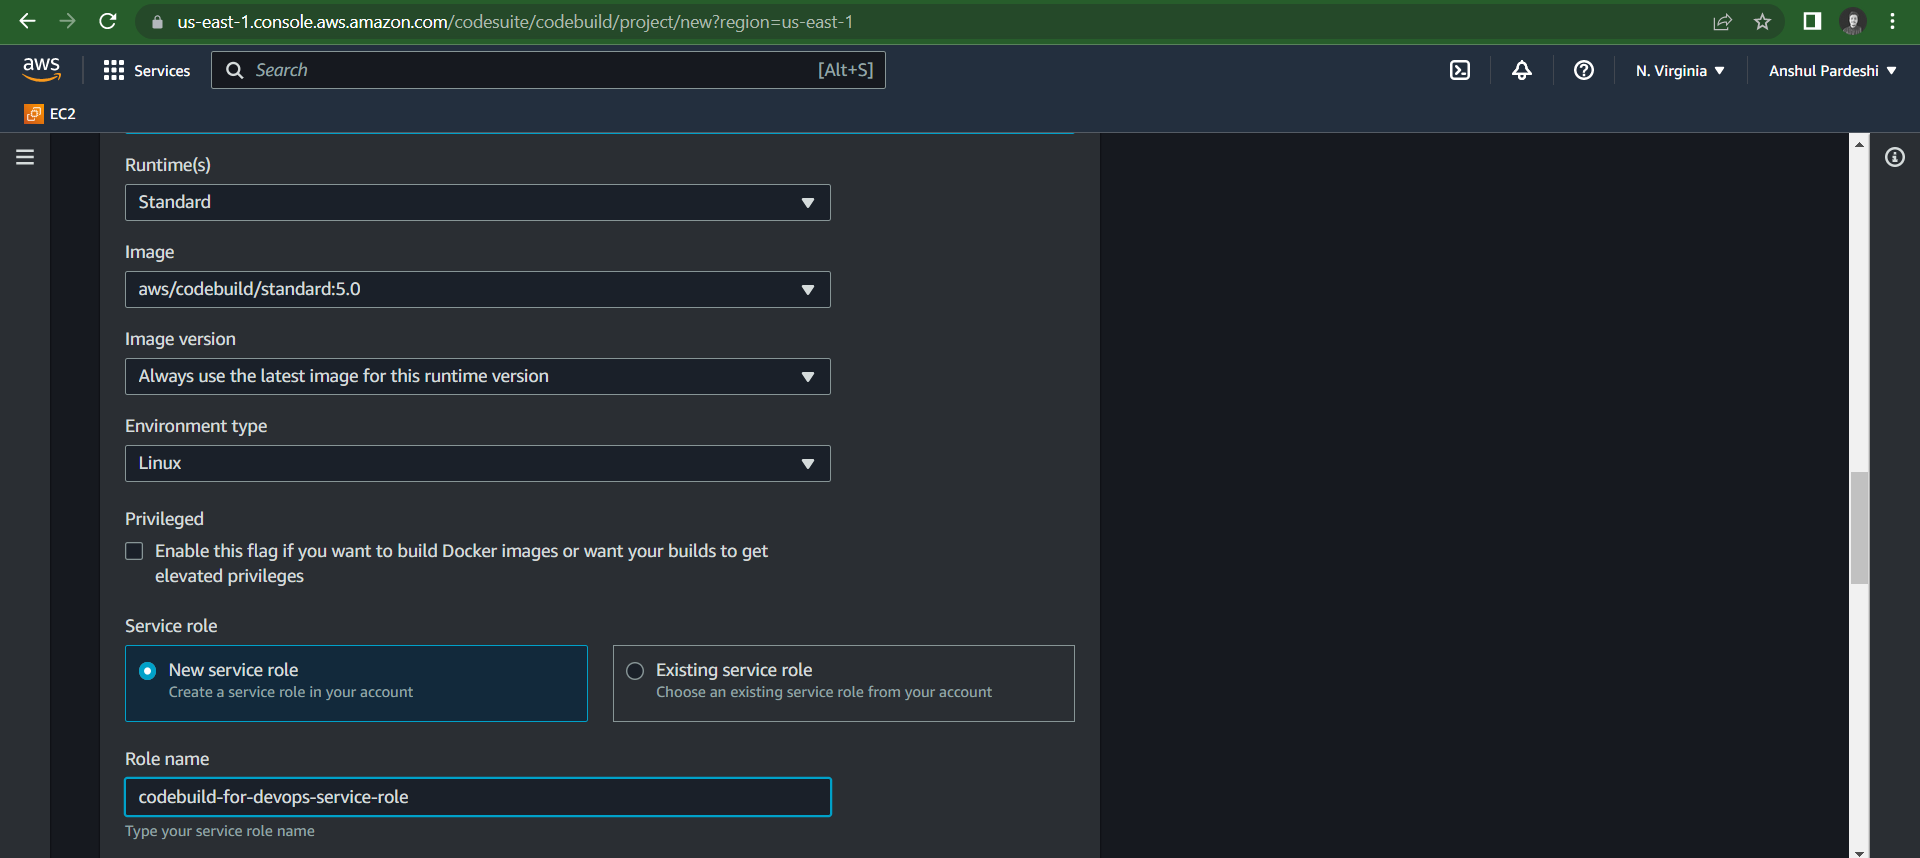 us-east-1.console.aws.amazon.com/codesuite/codebuild/project/new?region=us-east-1
aws
Services
Search
[Alt+S]
N. Virginia
Anshul Pardeshi
EC2
Runtime(s)
Standard
Image
aws/codebuild/standard:5.0
Image version
Always use the latest image for this runtime version
Environment type
Linux
Privileged
Enable this flag if you want to build Docker images or want your builds to get
elevated privileges
Service role
New service role
Create a service role in your account
Existing service role
Choose an existing service role from your account
Role name
codebuild-for-devops-service-role
Type your service role name